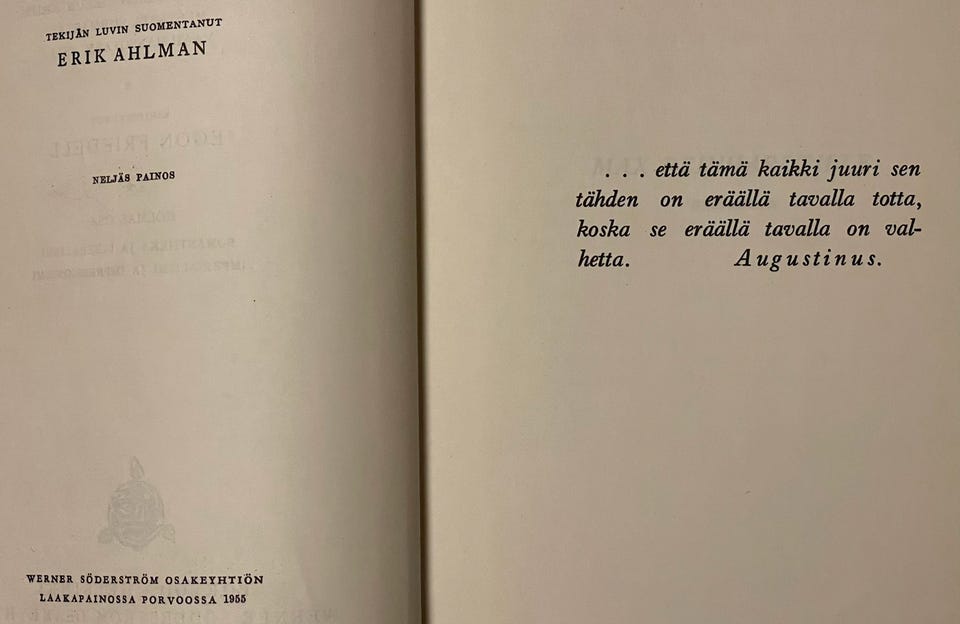 TEKIJÄN LUVIN SUOMENTANUT
ERIK AHLMAN
NELJÄS PAINOS
WERNER SÖDERSTRÖM OSAKEYHTIÖN
LAAKAPAINOSSA PORVOOSSA 1955
. . . että tämä kaikki juuri sen
tähden on eräällä tavalla totta,
koska se eräällä tavalla on val-
hetta. Augustinus.